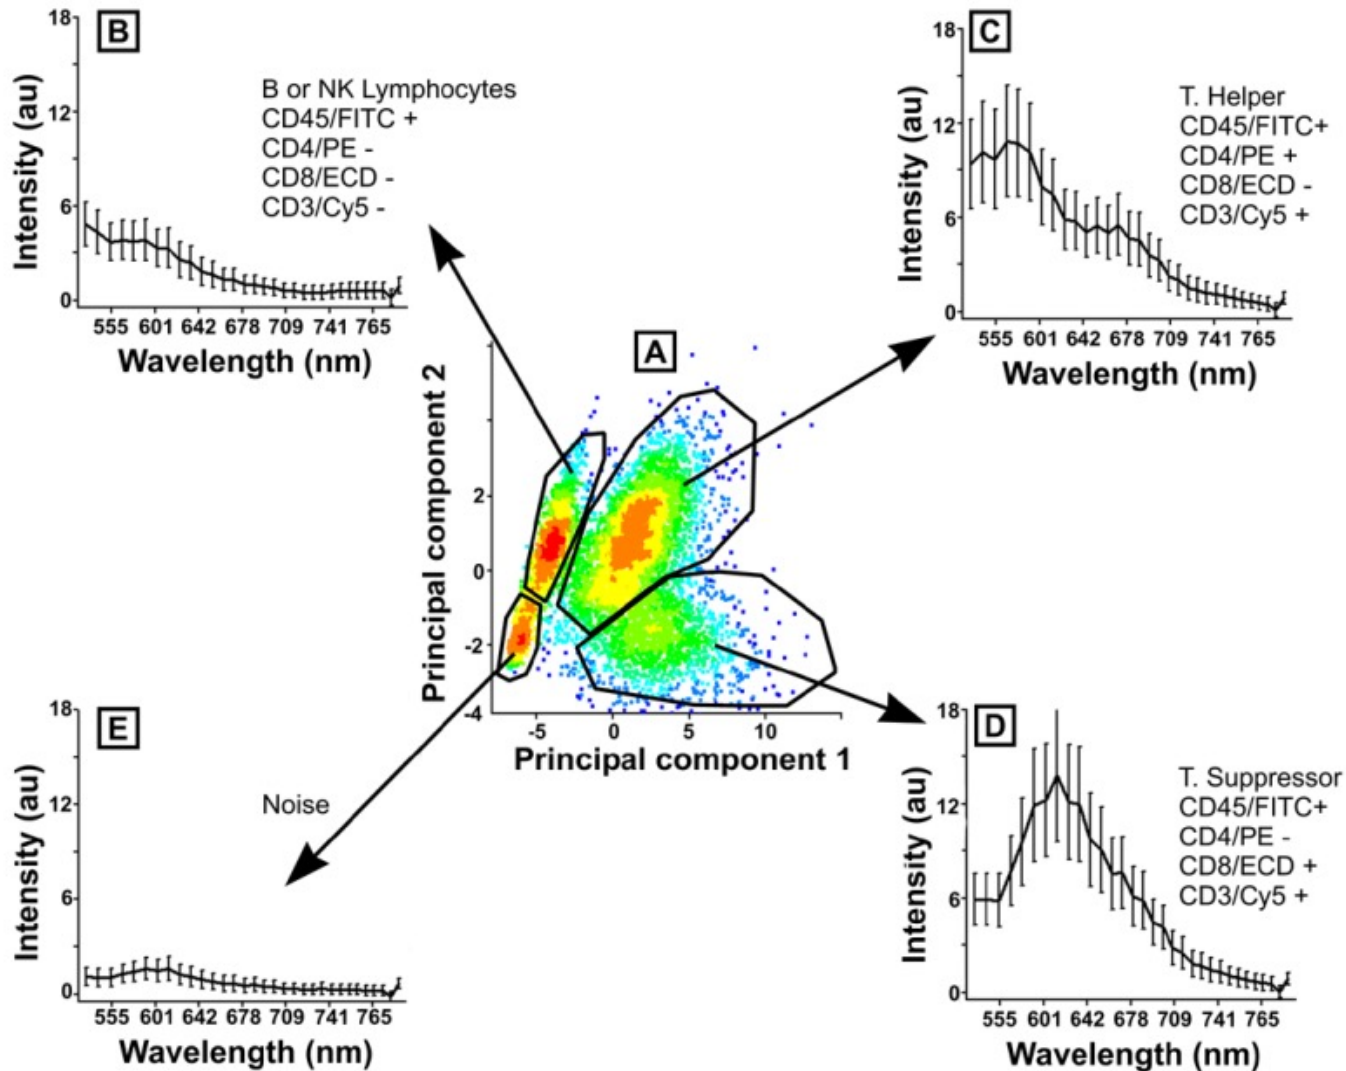 B
18
12
6
0
Intensity (au)
B or NK Lymphocytes
CD45/FITC +
CD4/PE -
CD8/ECD -
CD3/Cy5 -
555 601 642 678 709 741 765
Wavelength (nm)
C
18
12
6
0
Intensity (au)
T. Helper
CD45/FITC+
CD4/PE +
CD8/ECD -
CD3/Cy5 +
555 601 642 678 709 741 765
Wavelength (nm)
A
Principal component 2
2
0
-2
-4
-5 0 5 10
Principal component 1
E
18
12
6
0
Intensity (au)
Noise
555 601 642 678 709 741 765
Wavelength (nm)
D
18
12
6
0
Intensity (au)
T. Suppressor
CD45/FITC+
CD4/PE -
CD8/ECD +
CD3/Cy5 +
555 601 642 678 709 741 765
Wavelength (nm)